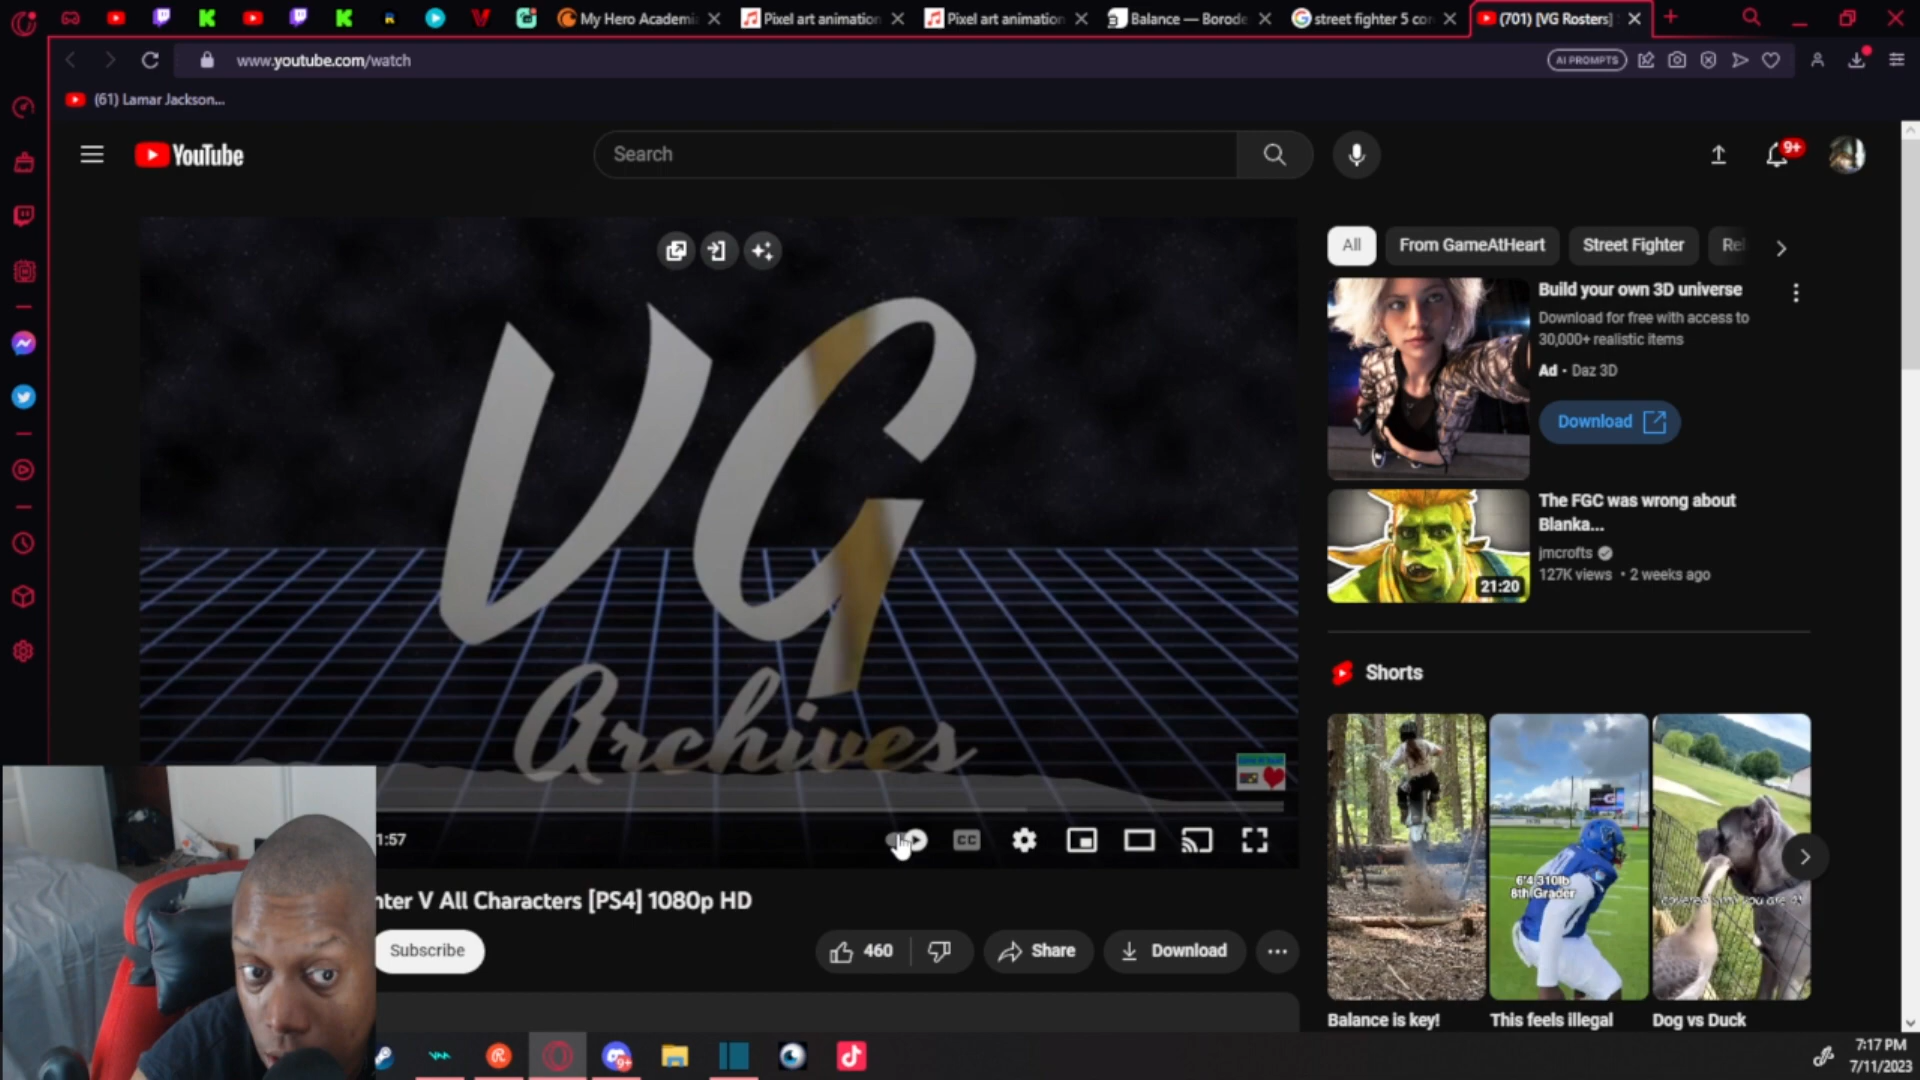 My Hero Academi
Pixel art animation
Pixel art animation
Balance — Borode
street fighter 5 co
(701) [VG Rosters]
www.youtube.com/watch
AI PROMPTS
(61) Lamar Jackson...
YouTube
Search
9+
VG
Archives
1:57
CC
nter V All Characters [PS4] 1080p HD
Subscribe
460
Share
Download
All
From GameAtHeart
Street Fighter
Rel
Build your own 3D universe
Download for free with access to
30,000+ realistic items
Ad • Daz 3D
Download
The FGC was wrong about
Blanka...
jmcrofts
127K views • 2 weeks ago
21:20
Shorts
6'4 310lb
8th Grader
Balance is key!
This feels illegal
Dog vs Duck
9+
7:17 PM
7/11/2023